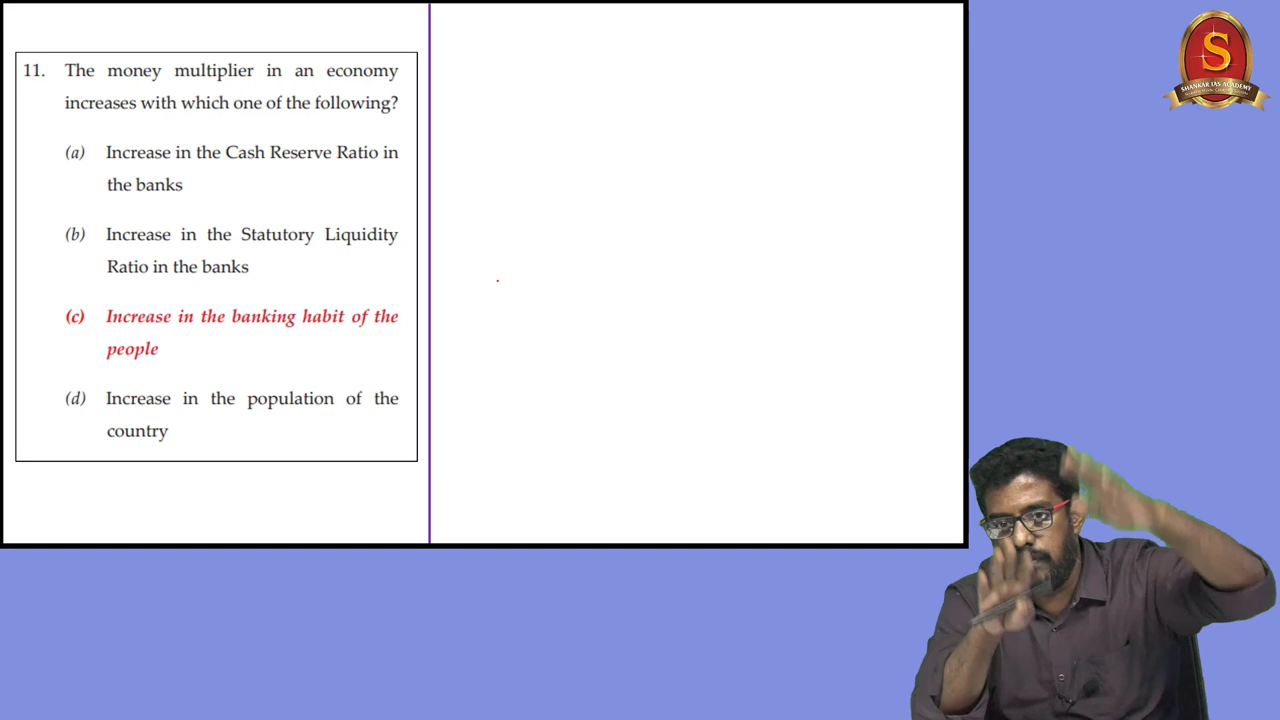 11. The money multiplier in an economy
increases with which one of the following?
(a) Increase in the Cash Reserve Ratio in
the banks
(b) Increase in the Statutory Liquidity
Ratio in the banks
(c) Increase in the banking habit of the
people
(d) Increase in the population of the
country
S
SHANKAR IAS ACADEMY